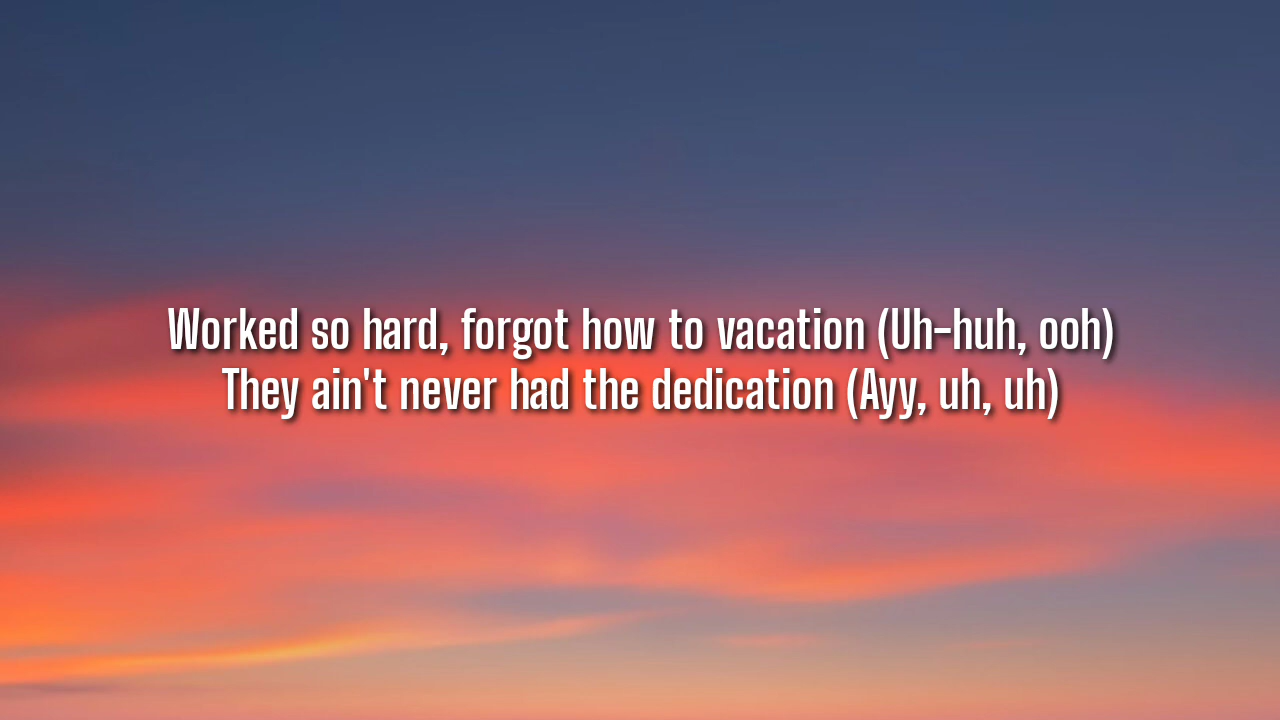 Worked so hard, forgot how to vacation (Uh-huh, ooh)
They ain't never had the dedication (Ayy, uh, uh)